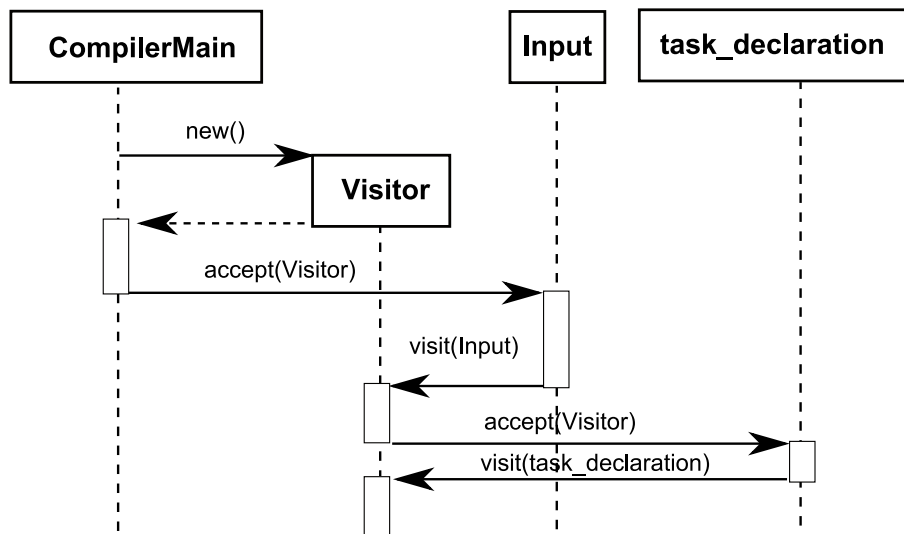 CompilerMain
Input
task_declaration
new()
Visitor
accept(Visitor)
visit(Input)
accept(Visitor)
visit(task_declaration)